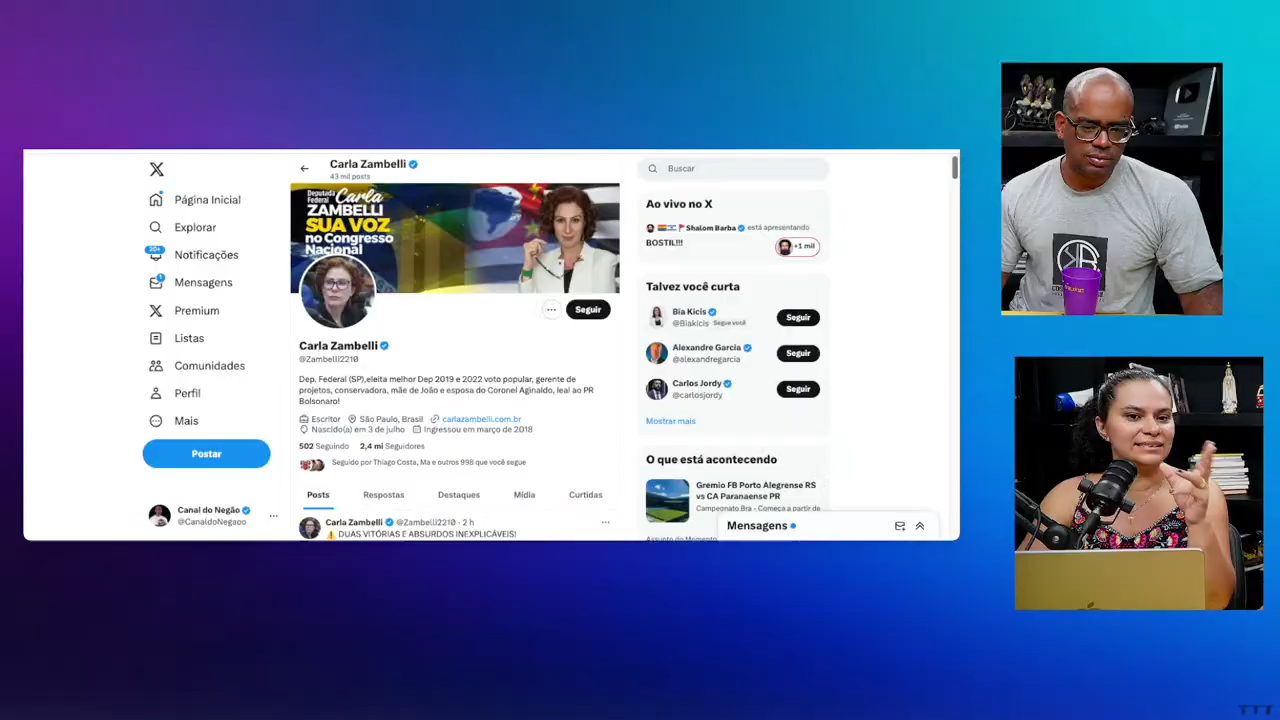 X
Página Inicial
Explorar
20+
Notificações
1
Mensagens
Premium
Listas
Comunidades
Perfil
Mais
Postar
Canal do Negão
@CanaldoNegaoo
Carla Zambelli
43 mil posts
Deputada
Federal Carla
ZAMBELLI
SUA VOZ
no Congresso
Nacional
Seguir
Carla Zambelli
@Zambelli2210
Dep. Federal (SP),eleita melhor Dep 2019 e 2022 voto popular, gerente de
projetos, conservadora, mãe de João e esposa do Coronel Aginaldo, leal ao PR
Bolsonaro!
Escritor São Paulo, Brasil carlazambelli.com.br
Nascido(a) em 3 de julho Ingressou em março de 2018
502 Seguindo 2,4 mi Seguidores
Seguido por Thiago Costa, Ma e outros 998 que você segue
Posts Respostas Destaques Mídia Curtidas
Carla Zambelli @Zambelli2210 · 2 h
DUAS VITÓRIAS E ABSURDOS INEXPLICÁVEIS!
Buscar
Ao vivo no X
Shalom Barba está apresentando
BOSTIL!!!
+1 mil
Talvez você curta
Bia Kicis
@Biakicis Segue você
Seguir
Alexandre Garcia
@alexandregarcia
Seguir
Carlos Jordy
@carlosjordy
Seguir
Mostrar mais
O que está acontecendo
Grêmio FB Porto Alegrense RS
vs CA Paranaense PR
Campeonato Bra · Começa a partir de
Assunto do Momento
Mensagens